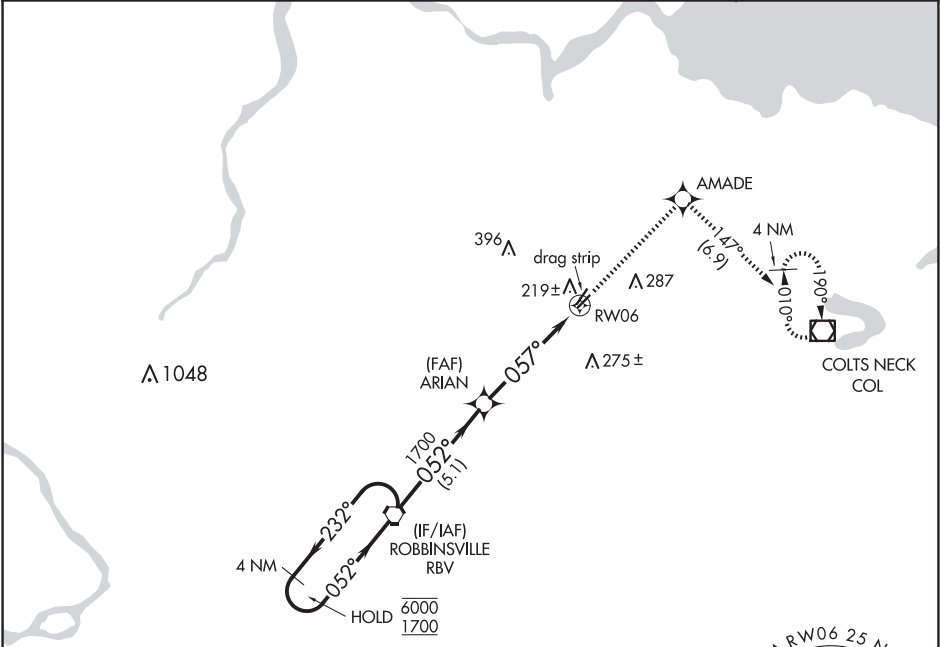 AMADE
396
drag strip
147°
(6.9)
4 NM
219±
287
RW06
010°
190°
1048
(FAF)
ARIAN
057°
275±
COLTS NECK
COL
1700
052°
(5.1)
232°
(IF/IAF)
ROBBINSVILLE
RBV
4 NM
052°
HOLD
6000
1700
RW06 25 N